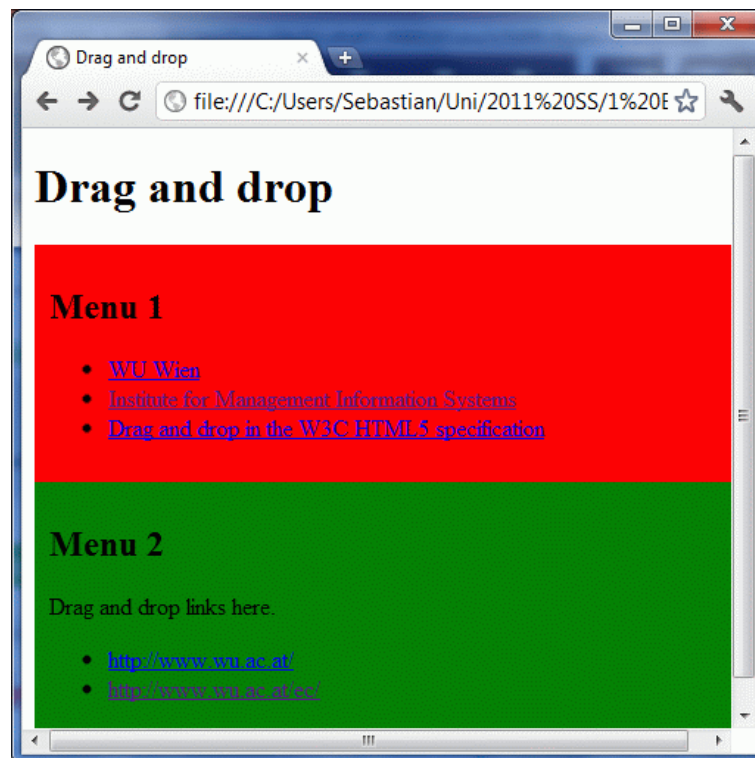 Drag and drop
file:///C:/Users/Sebastian/Uni/2011%20SS/1%20E
Drag and drop
Menu 1
WU Wien
Institute for Management Information Systems
Drag and drop in the W3C HTML5 specification
Menu 2
Drag and drop links here.
http://www.wu.ac.at/
http://www.wu.ac.at/ec/